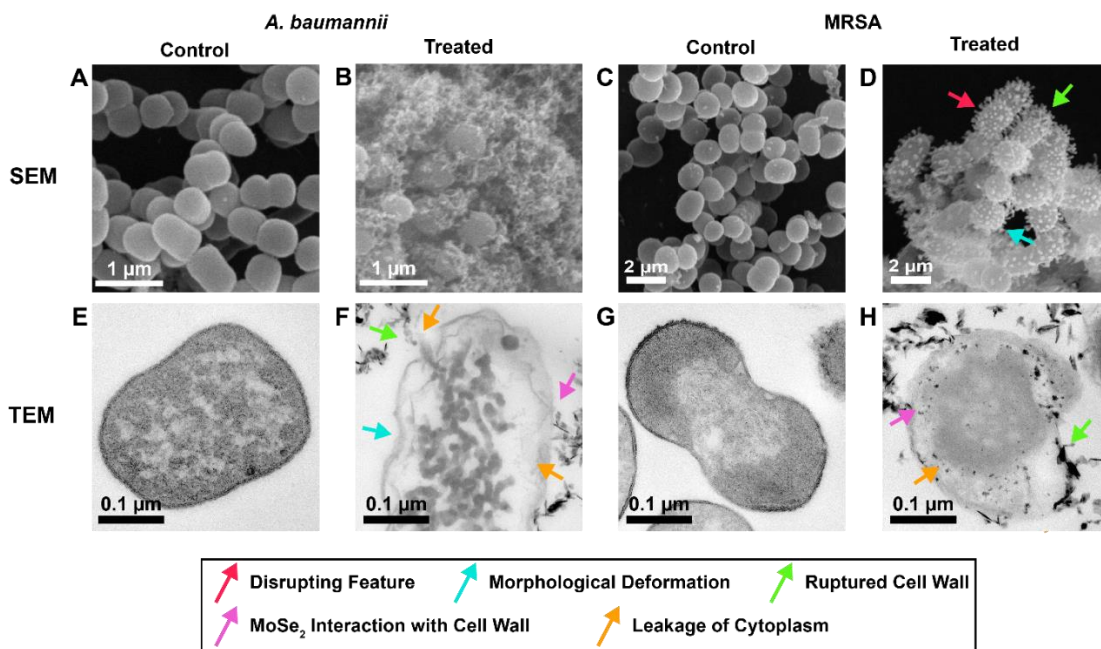 A. baumannii MRSA
Control Treated Control Treated
A B C D
SEM
1 µm 1 µm 2 µm 2 µm
E F G H
TEM
0.1 µm 0.1 µm 0.1 µm 0.1 µm
Disrupting Feature Morphological Deformation Ruptured Cell Wall
MoSe₂ Interaction with Cell Wall Leakage of Cytoplasm